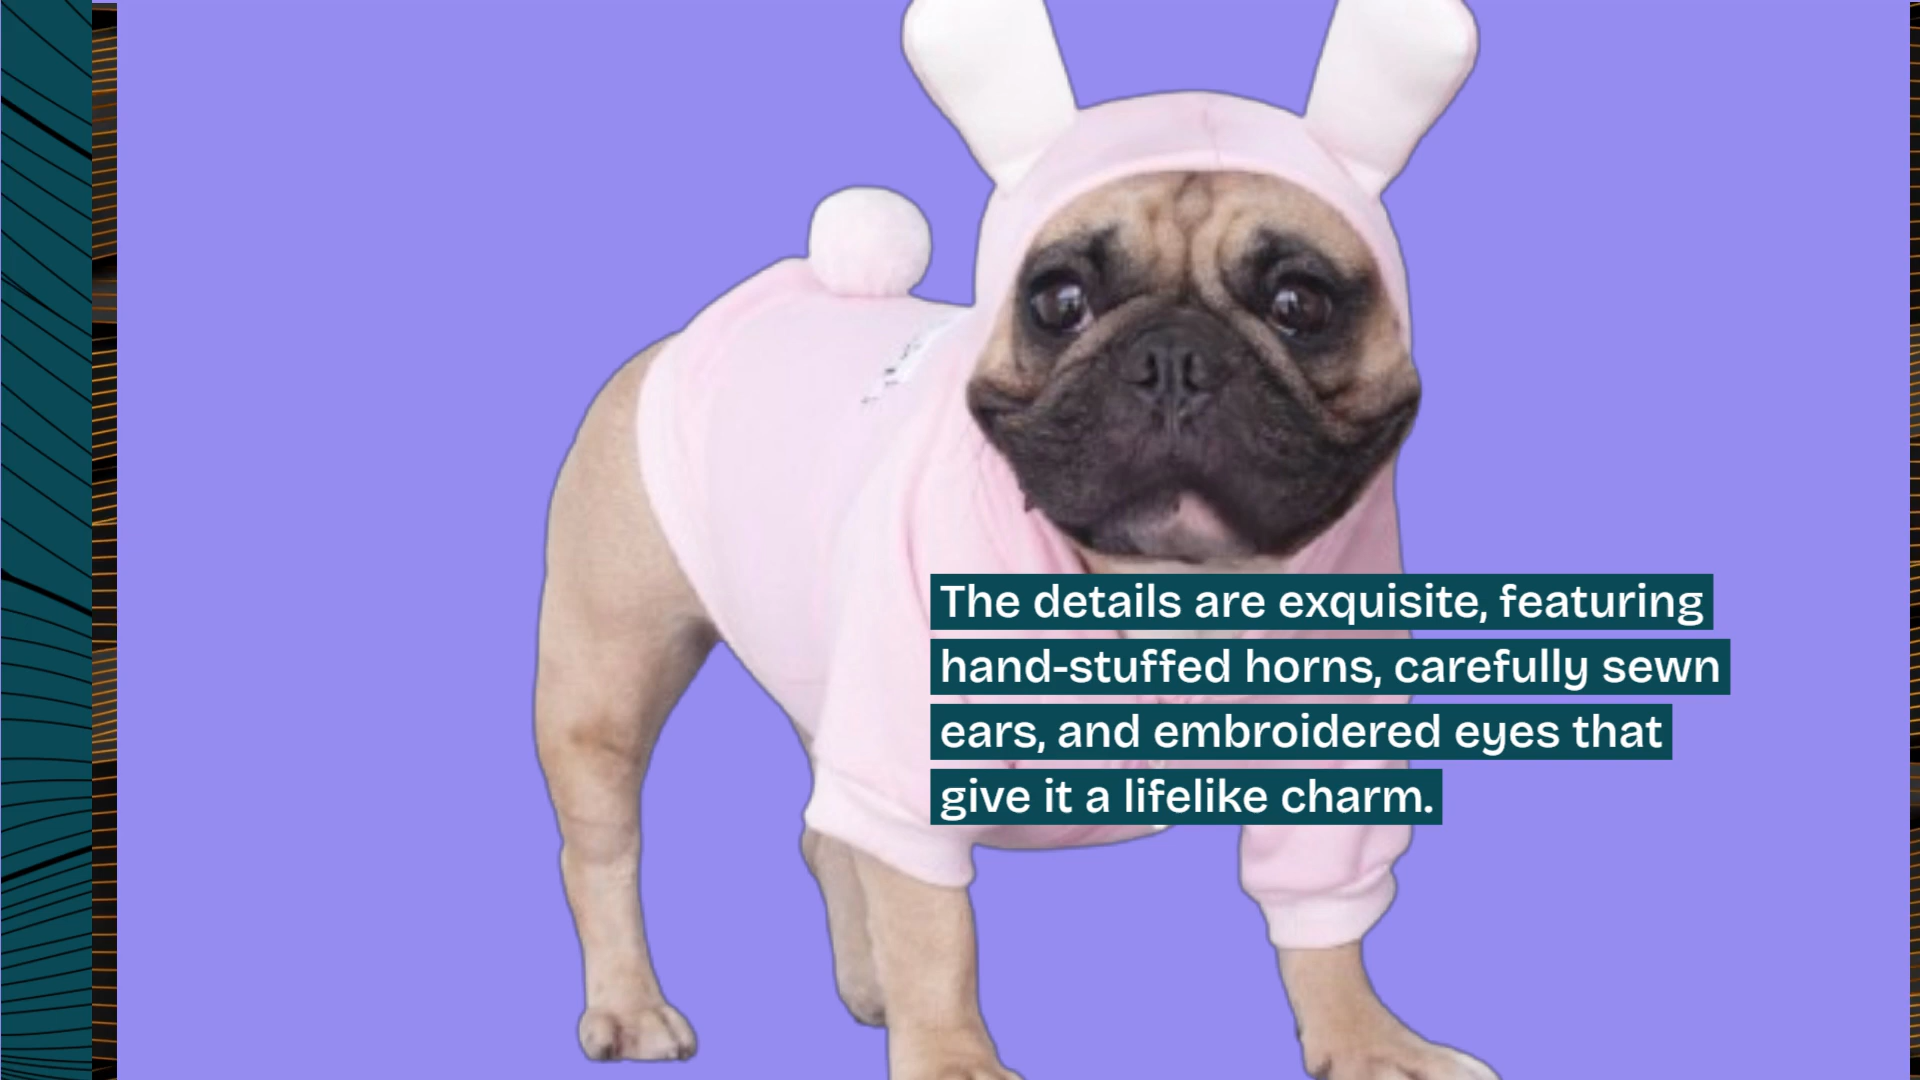 The details are exquisite, featuring
hand-stuffed horns, carefully sewn
ears, and embroidered eyes that
give it a lifelike charm.